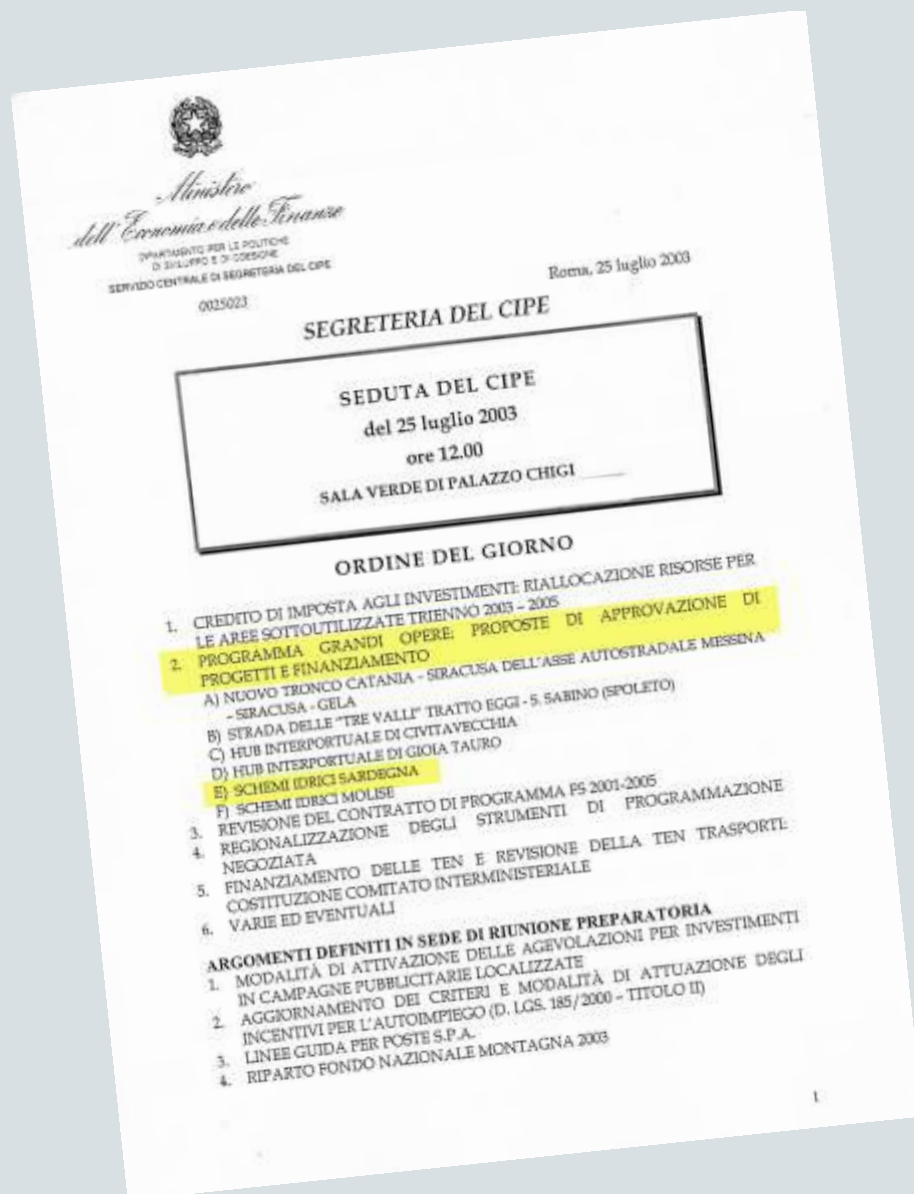 Ministero
dell'Economia e delle Finanze
DIPARTIMENTO PER LE POLITICHE
DI SVILUPPO E DI COESIONE
SERVIZIO CENTRALE DI SEGRETERIA DEL CIPE
0025023
Roma, 25 luglio 2003
SEGRETERIA DEL CIPE
SEDUTA DEL CIPE
del 25 luglio 2003
ore 12.00
SALA VERDE DI PALAZZO CHIGI
ORDINE DEL GIORNO
1. CREDITO DI IMPOSTA AGLI INVESTIMENTI: RIALLOCAZIONE RISORSE PER
LE AREE SOTTOUTILIZZATE TRIENNO 2003 – 2005
2. PROGRAMMA GRANDI OPERE: PROPOSTE DI APPROVAZIONE DI
PROGETTI E FINANZIAMENTO
A) NUOVO TRONCO CATANIA - SIRACUSA DELL'ASSE AUTOSTRADALE MESSINA
– SIRACUSA - GELA
B) STRADA DELLE "TRE VALLI" TRATTO EGGI - S. SABINO (SPOLETO)
C) HUB INTERPORTUALE DI CIVITAVECCHIA
D) HUB INTERPORTUALE DI GIOIA TAURO
E) SCHEMI IDRICI SARDEGNA
F) SCHEMI IDRICI MOLISE
3. REVISIONE DEL CONTRATTO DI PROGRAMMA FS 2001-2005
4. REGIONALIZZAZIONE DEGLI STRUMENTI DI PROGRAMMAZIONE
NEGOZIATA
5. FINANZIAMENTO DELLE TEN E REVISIONE DELLA TEN TRASPORTI:
COSTITUZIONE COMITATO INTERMINISTERIALE
6. VARIE ED EVENTUALI
ARGOMENTI DEFINITI IN SEDE DI RIUNIONE PREPARATORIA
1. MODALITÀ DI ATTIVAZIONE DELLE AGEVOLAZIONI PER INVESTIMENTI
IN CAMPAGNE PUBBLICITARIE LOCALIZZATE
2. AGGIORNAMENTO DEI CRITERI E MODALITÀ DI ATTUAZIONE DEGLI
INCENTIVI PER L'AUTOIMPIEGO (D. LGS. 185/2000 – TITOLO II)
3. LINEE GUIDA PER POSTE S.P.A.
4. RIPARTO FONDO NAZIONALE MONTAGNA 2003
1